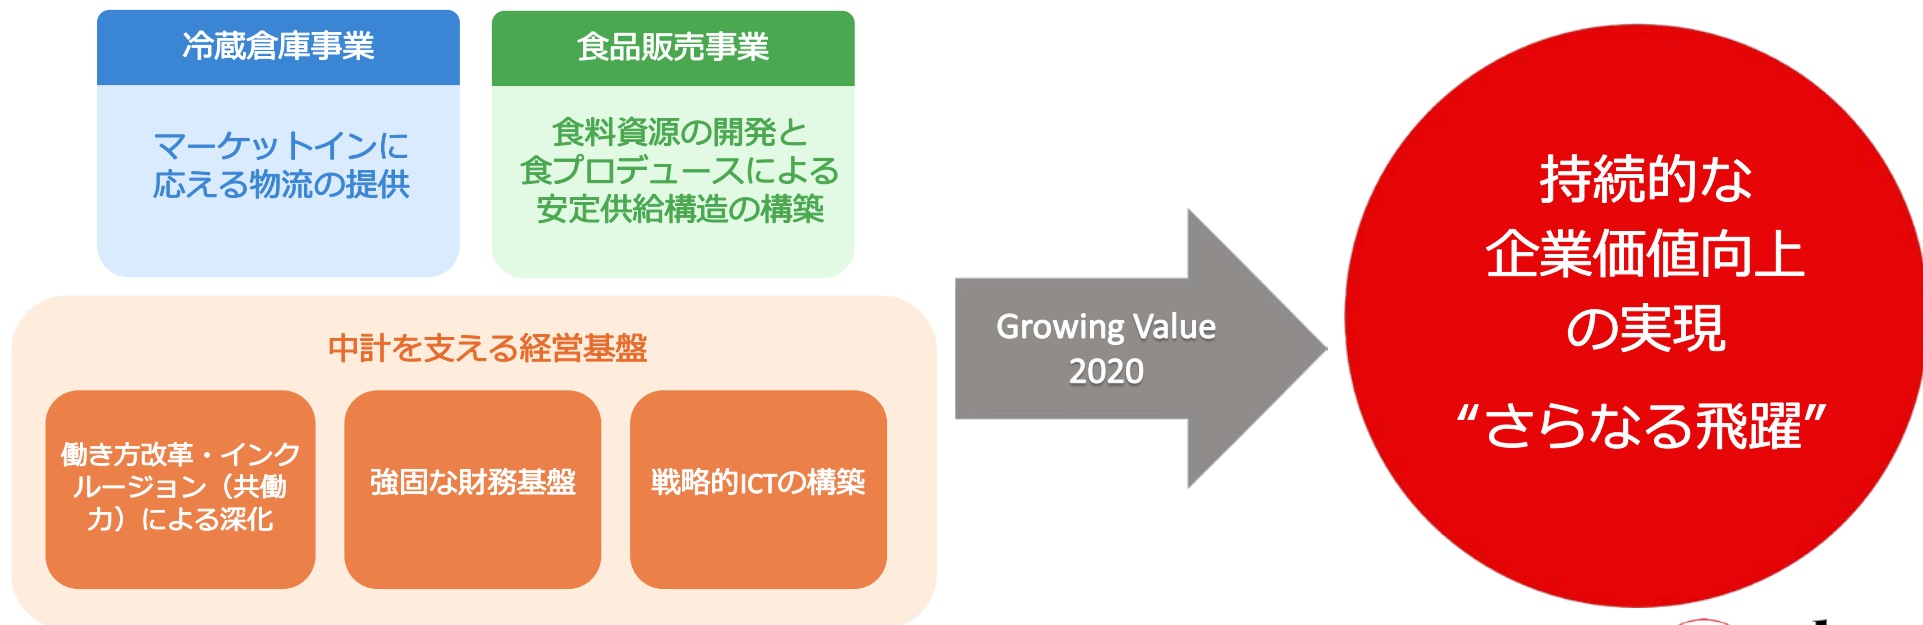 冷蔵倉庫事業
マーケットインに
応える物流の提供
食品販売事業
食料資源の開発と
食プロデュースによる
安定供給構造の構築
中計を支える経営基盤
働き方改革・インク
ルージョン（共働
力）による深化
強固な財務基盤
戦略的ICTの構築
Growing Value
2020
持続的な
企業価値向上
の実現
“さらなる飛躍”